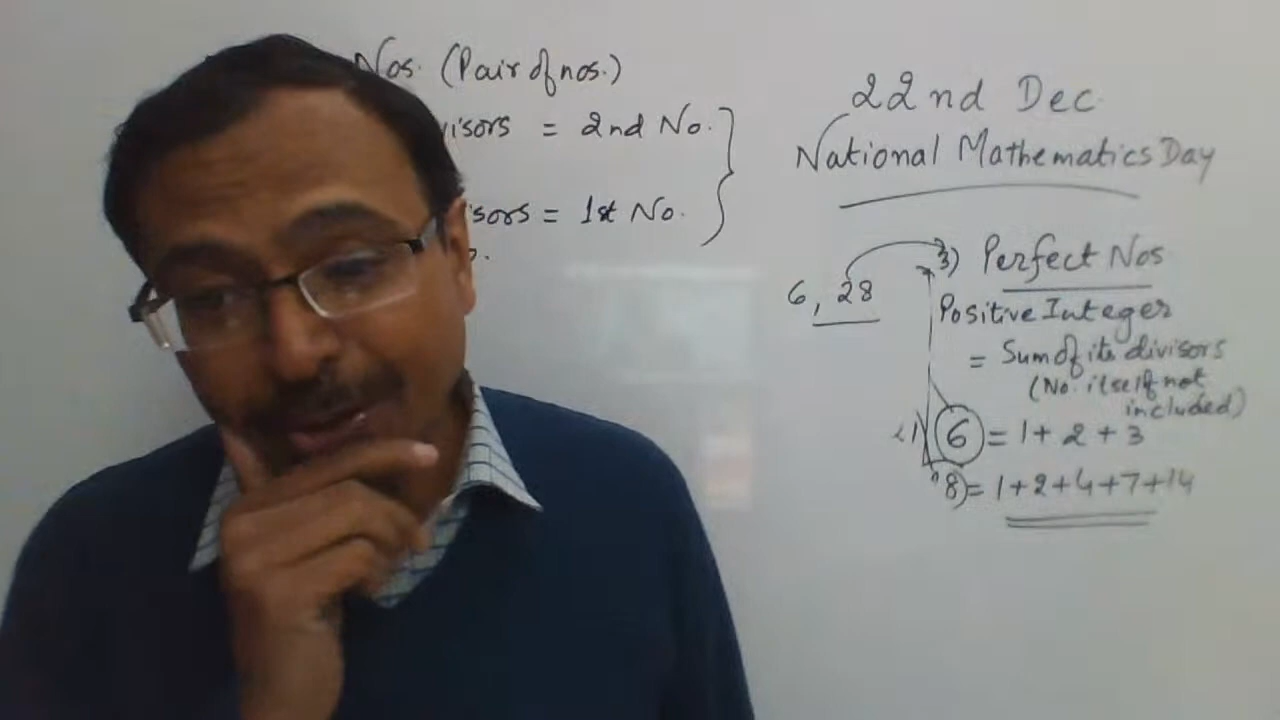 Nos. (Pair of nos.)
visors = 2nd No.
sors = 1st No.
22nd Dec.
National Mathematics Day
3) Perfect Nos
6, 28
Positive Integer
= Sum of its divisors
(No. itself not
included)
6 = 1 + 2 + 3
8) = 1+2+4+7+14